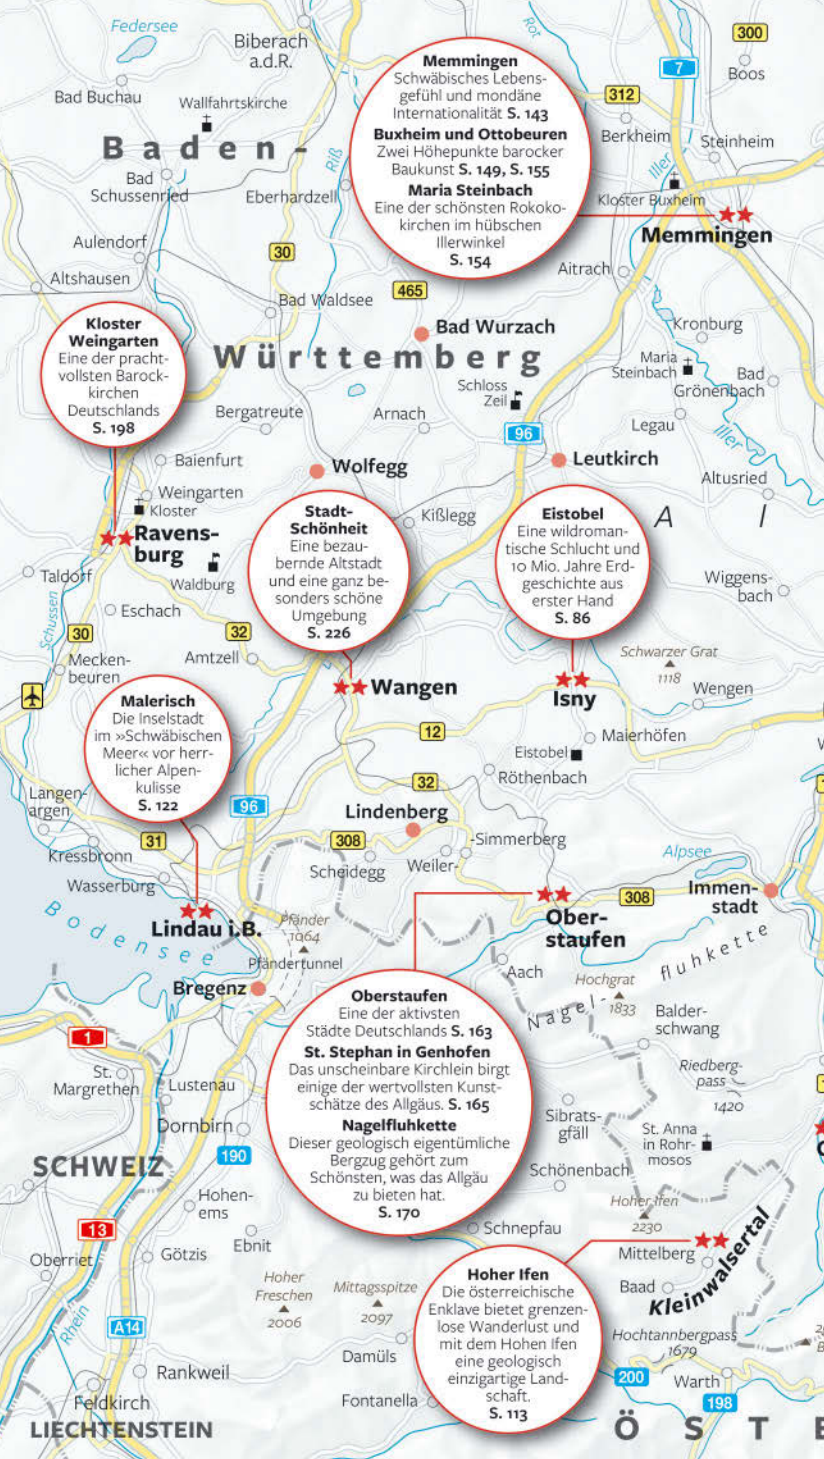 Federsee
Biberach
a.d.R.
Rot
7
300
Boos
Bad Buchau
Wallfahrtskirche
312
Berkheim
Steinheim
Memmingen
Schwäbisches Lebens-
gefühl und mondäne
Internationalität S. 143
Buxheim und Ottobeuren
Zwei Höhepunkte barocker
Baukunst S. 149, S. 155
Maria Steinbach
Eine der schönsten Rokoko-
kirchen im hübschen
Illerwinkel
S. 154
Baden-
Riß
Iller
Bad
Schussenried
Eberhardzell
Kloster Buxheim
Memmingen
Aulendorf
30
Aitrach
Altshausen
465
Bad Waldsee
Bad Wurzach
Kronburg
Kloster
Weingarten
Eine der pracht-
vollsten Barock-
kirchen
Deutschlands
S. 198
Württemberg
Maria
Steinbach
Bad
Grönenbach
Schloss
Zeil
Bergatreute
Arnach
Legau
96
Iller
Baienfurt
Wolfegg
Leutkirch
Altusried
Weingarten
Kloster
Kißlegg
A l
Ravens-
burg
Stadt-
Schönheit
Eine bezau-
bernde Altstadt
und eine ganz be-
sonders schöne
Umgebung
S. 226
Eistobel
Eine wildroman-
tische Schlucht und
10 Mio. Jahre Erd-
geschichte aus
erster Hand
S. 86
Taldorf
Waldburg
Wiggens-
bach
Schussen
Eschach
30
32
Amtzell
Schwarzer Grat
1118
Mecken-
beuren
Wangen
Isny
Wengen
Malerisch
Die Inselstadt
im »Schwäbischen
Meer« vor herr-
licher Alpen-
kulisse
S. 122
12
Maierhöfen
Eistobel
Röthenbach
32
Langen-
argen
96
Lindenberg
31
308
Simmerberg
Kressbronn
Scheidegg
Weiler-
Alpsee
Wasserburg
Immen-
stadt
308
Bodensee
Lindau i.B.
Pfänder
1064
Ober-
staufen
Pfändertunnel
Aach
Nagel-
fluhkette
Hochgrat
1833
Bregenz
Oberstaufen
Eine der aktivsten
Städte Deutschlands S. 163
St. Stephan in Genhofen
Das unscheinbare Kirchlein birgt
einige der wertvollsten Kunst-
schätze des Allgäus. S. 165
Nagelfluhkette
Dieser geologisch eigentümliche
Bergzug gehört zum
Schönsten, was das Allgäu
zu bieten hat.
S. 170
Balder-
schwang
1
St.
Margrethen
Lustenau
Riedberg-
pass
1420
Dornbirn
Sibrats-
gfäll
St. Anna
in Rohr-
mosos
190
SCHWEIZ
Schönenbach
Hohen-
ems
Hoher Ifen
2230
13
Schnepfau
Ebnit
Oberriet
Götzis
Mittelberg
Baad
Kleinwalsertal
Hoher
Freschen
2006
Mittagsspitze
2097
Hoher Ifen
Die österreichische
Enklave bietet grenzen-
lose Wanderlust und
mit dem Hohen Ifen
eine geologisch
einzigartige Land-
schaft.
S. 113
Rhein
A14
Hochtannbergpass
1679
Damüls
Rankweil
200
Warth
198
Feldkirch
Fontanella
LIECHTENSTEIN
ÖSTE